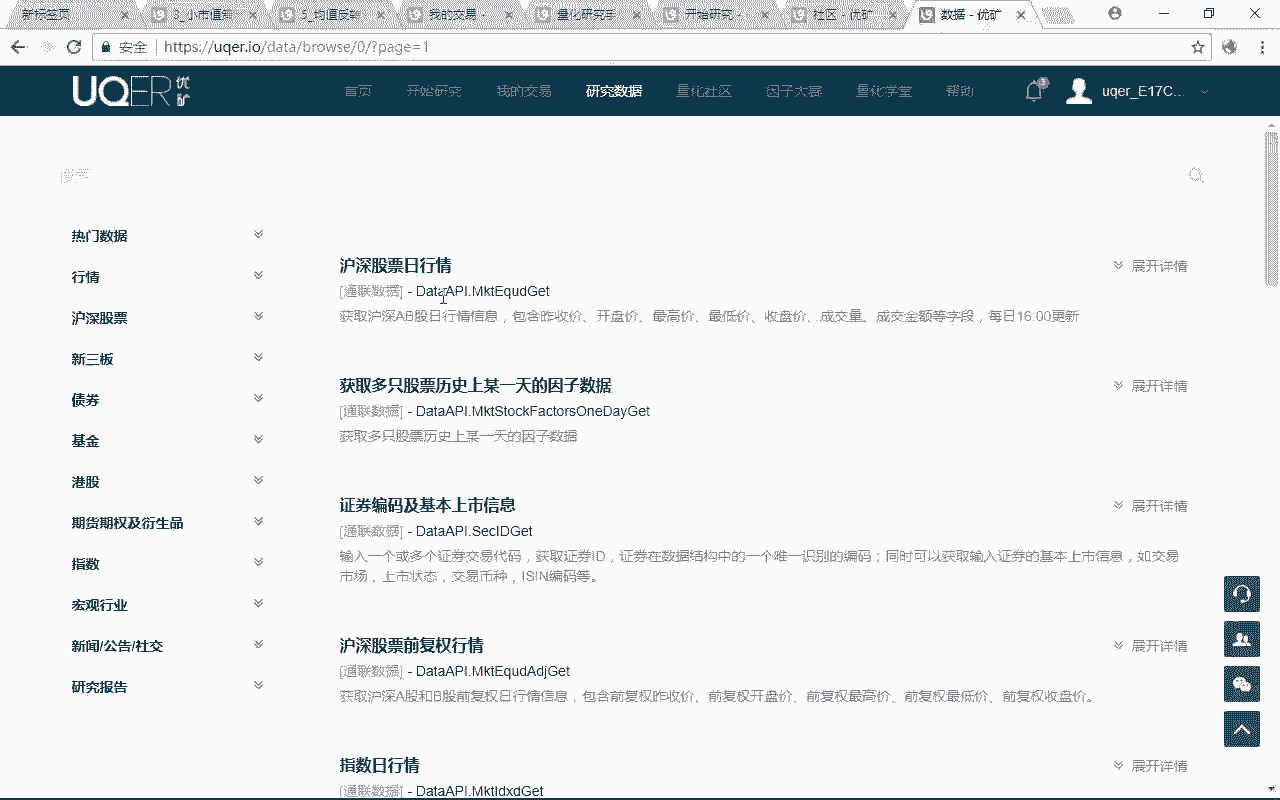 新标签页
3_小市值策
5_均值反转
我的交易 -
量化研究手
开始研究 -
社区 - 优矿
数据 - 优矿
安全
https://uqer.io/data/browse/0/?page=1
UQER 优矿
首页
开始研究
我的交易
研究数据
量化社区
因子大赛
量化学堂
帮助
3
uqer_E17C...
搜索
热门数据
行情
沪深股票
新三板
债券
基金
港股
期货期权及衍生品
指数
宏观行业
新闻/公告/社交
研究报告
沪深股票日行情
展开详情
[通联数据] - DataAPI.MktEqudGet
获取沪深AB股日行情信息，包含昨收价、开盘价、最高价、最低价、收盘价、成交量、成交金额等字段，每日16:00更新
获取多只股票历史上某一天的因子数据
展开详情
[通联数据] - DataAPI.MktStockFactorsOneDayGet
获取多只股票历史上某一天的因子数据
证券编码及基本上市信息
展开详情
[通联数据] - DataAPI.SecIDGet
输入一个或多个证券交易代码，获取证券ID，证券在数据结构中的一个唯一识别的编码；同时可以获取输入证券的基本上市信息，如交易
市场，上市状态，交易币种，ISIN编码等。
沪深股票前复权行情
展开详情
[通联数据] - DataAPI.MktEqudAdjGet
获取沪深A股和B股前复权日行情信息，包含前复权昨收价、前复权开盘价、前复权最高价、前复权最低价、前复权收盘价。
指数日行情
展开详情
[通联数据] - DataAPI.MktIdxdGet